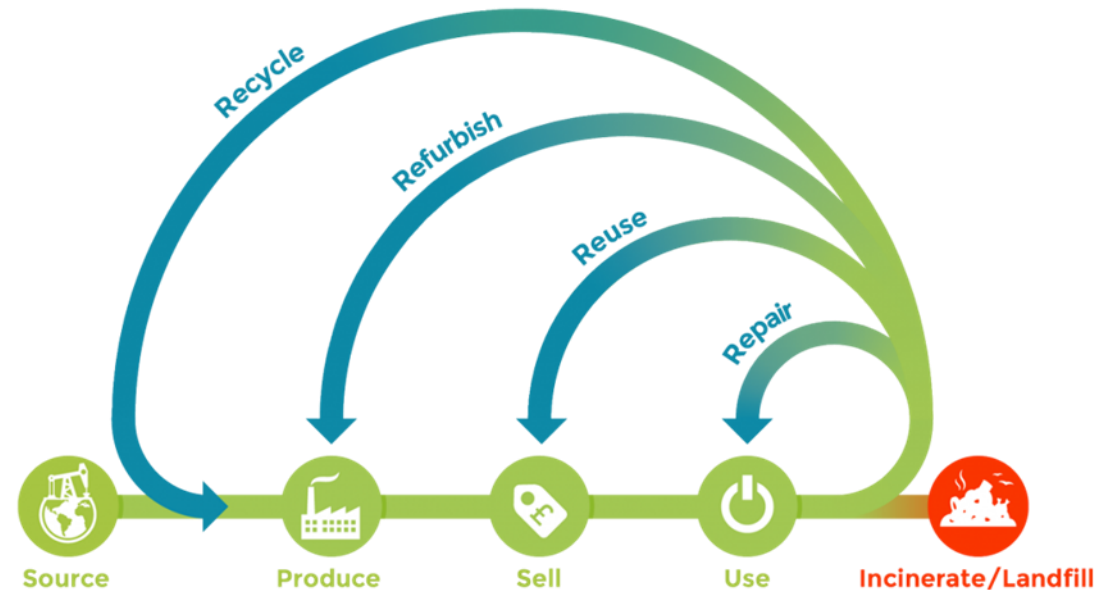 Recycle
Refurbish
Reuse
Repair
£
Source
Produce
Sell
Use
Incinerate/Landfill